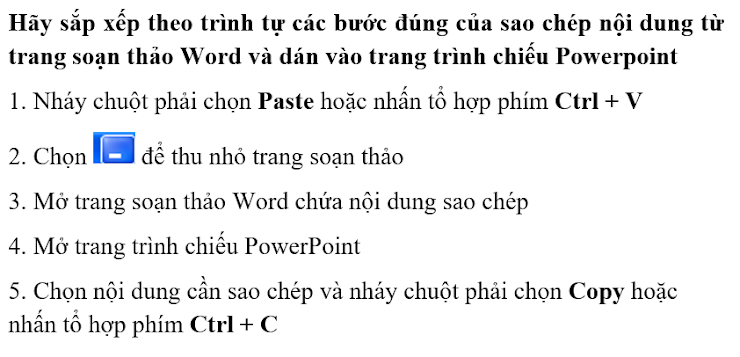 Hãy sắp xếp theo trình tự các bước đúng của sao chép nội dung từ
trang soạn thảo Word và dán vào trang trình chiếu Powerpoint
1. Nháy chuột phải chọn Paste hoặc nhấn tổ hợp phím Ctrl + V
2. Chọn để thu nhỏ trang soạn thảo
3. Mở trang soạn thảo Word chứa nội dung sao chép
4. Mở trang trình chiếu PowerPoint
5. Chọn nội dung cần sao chép và nháy chuột phải chọn Copy hoặc
nhấn tổ hợp phím Ctrl + C